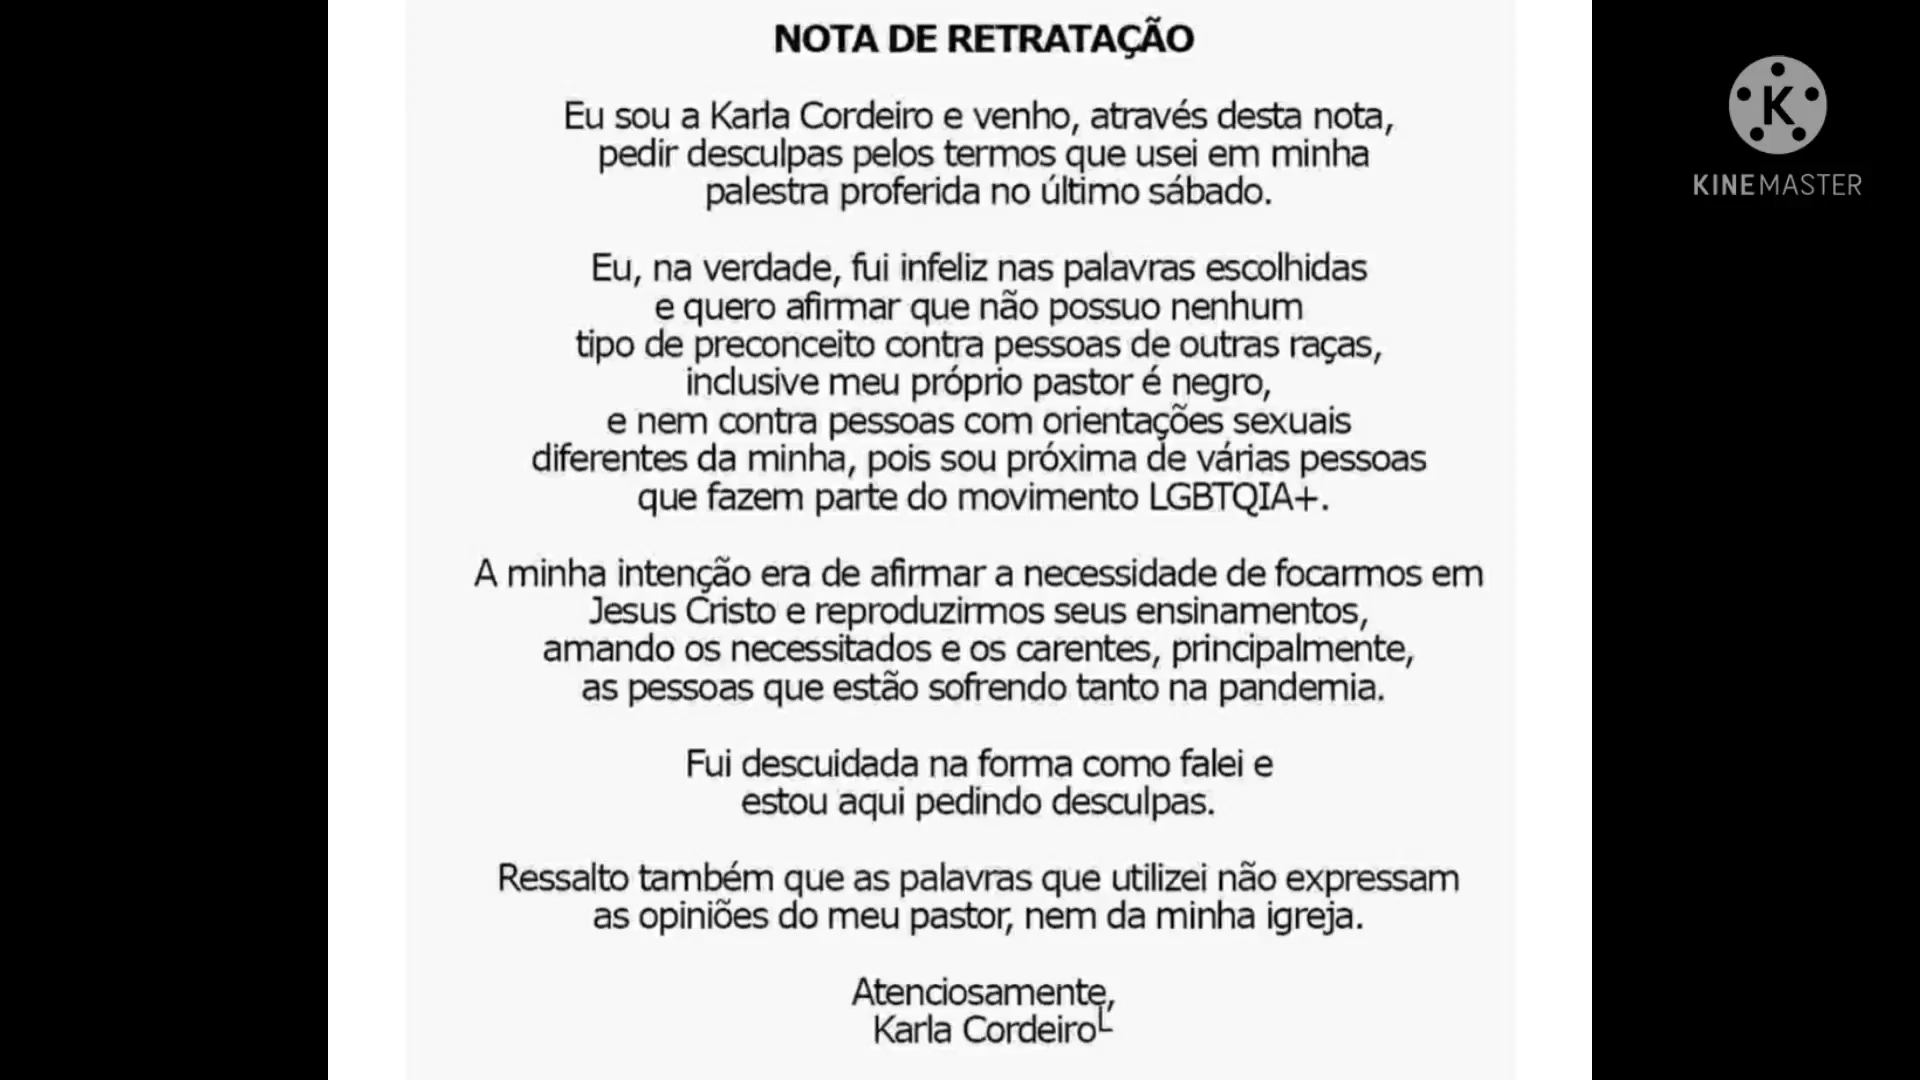 NOTA DE RETRATAÇÃO
Eu sou a Karla Cordeiro e venho, através desta nota,
pedir desculpas pelos termos que usei em minha
palestra proferida no último sábado.
Eu, na verdade, fui infeliz nas palavras escolhidas
e quero afirmar que não possuo nenhum
tipo de preconceito contra pessoas de outras raças,
inclusive meu próprio pastor é negro,
e nem contra pessoas com orientações sexuais
diferentes da minha, pois sou próxima de várias pessoas
que fazem parte do movimento LGBTQIA+.
A minha intenção era de afirmar a necessidade de focarmos em
Jesus Cristo e reproduzirmos seus ensinamentos,
amando os necessitados e os carentes, principalmente,
as pessoas que estão sofrendo tanto na pandemia.
Fui descuidada na forma como falei e
estou aqui pedindo desculpas.
Ressalto também que as palavras que utilizei não expressam
as opiniões do meu pastor, nem da minha igreja.
Atenciosamente,
Karla Cordeiro
K
KINEMASTER